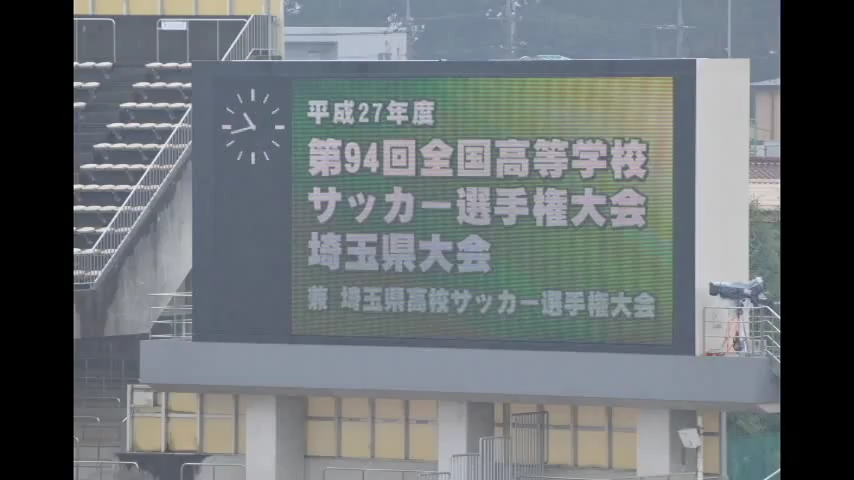 平成27年度
第94回全国高等学校
サッカー選手権大会
埼玉県大会
兼 埼玉県高校サッカー選手権大会